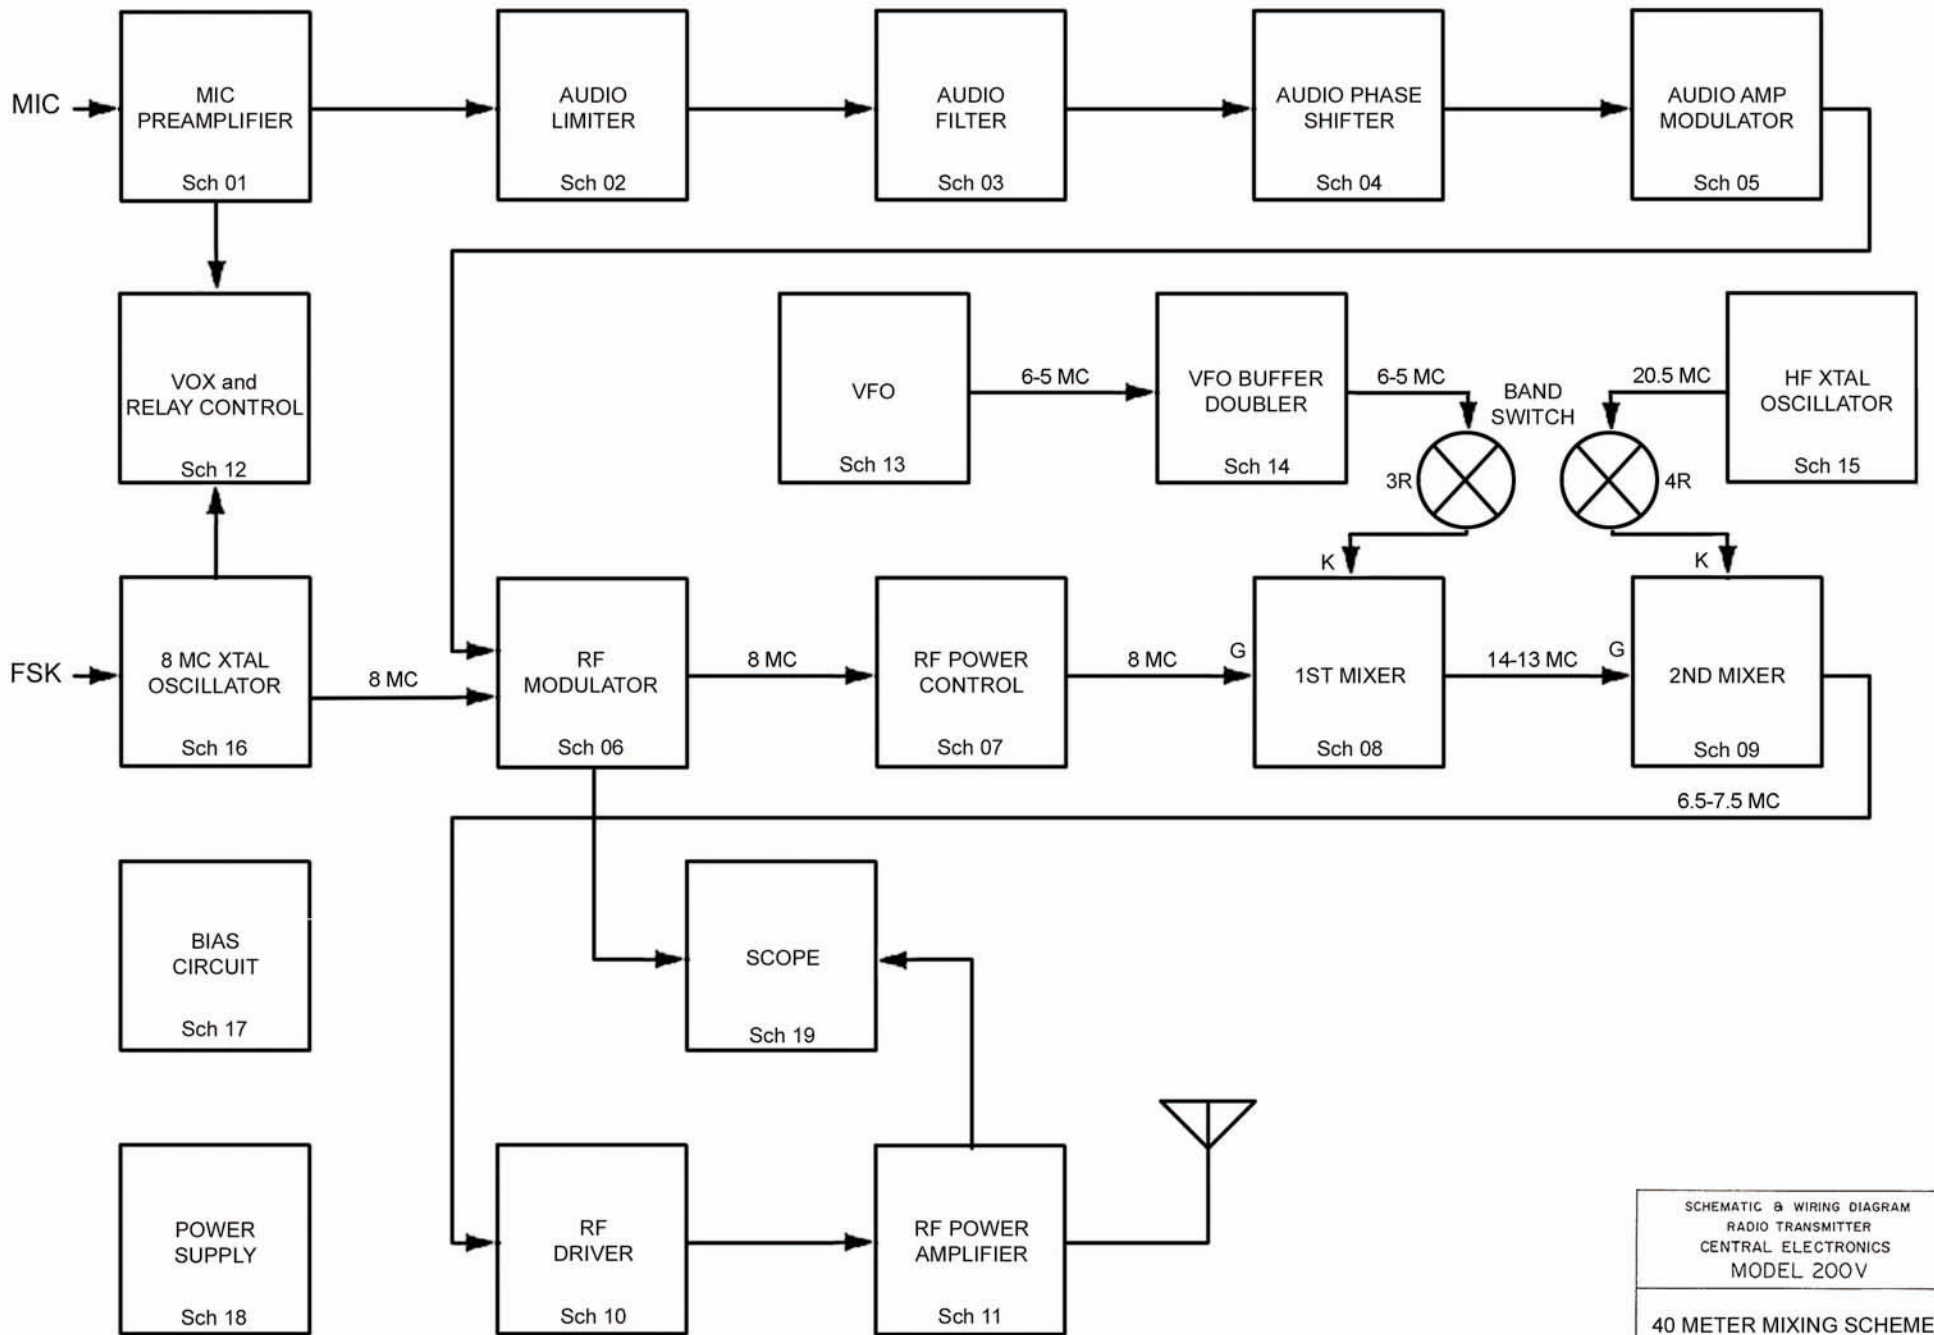 MIC
MIC
PREAMPLIFIER
Sch 01
AUDIO
LIMITER
Sch 02
AUDIO
FILTER
Sch 03
AUDIO PHASE
SHIFTER
Sch 04
AUDIO AMP
MODULATOR
Sch 05
VOX and
RELAY CONTROL
Sch 12
VFO
Sch 13
6-5 MC
VFO BUFFER
DOUBLER
Sch 14
6-5 MC
BAND
SWITCH
20.5 MC
HF XTAL
OSCILLATOR
Sch 15
3R
4R
K
K
FSK
8 MC XTAL
OSCILLATOR
Sch 16
8 MC
RF
MODULATOR
Sch 06
8 MC
RF POWER
CONTROL
Sch 07
8 MC
G
1ST MIXER
Sch 08
14-13 MC
G
2ND MIXER
Sch 09
6.5-7.5 MC
BIAS
CIRCUIT
Sch 17
SCOPE
Sch 19
POWER
SUPPLY
Sch 18
RF
DRIVER
Sch 10
RF POWER
AMPLIFIER
Sch 11
SCHEMATIC & WIRING DIAGRAM
RADIO TRANSMITTER
CENTRAL ELECTRONICS
MODEL 200V
40 METER MIXING SCHEME